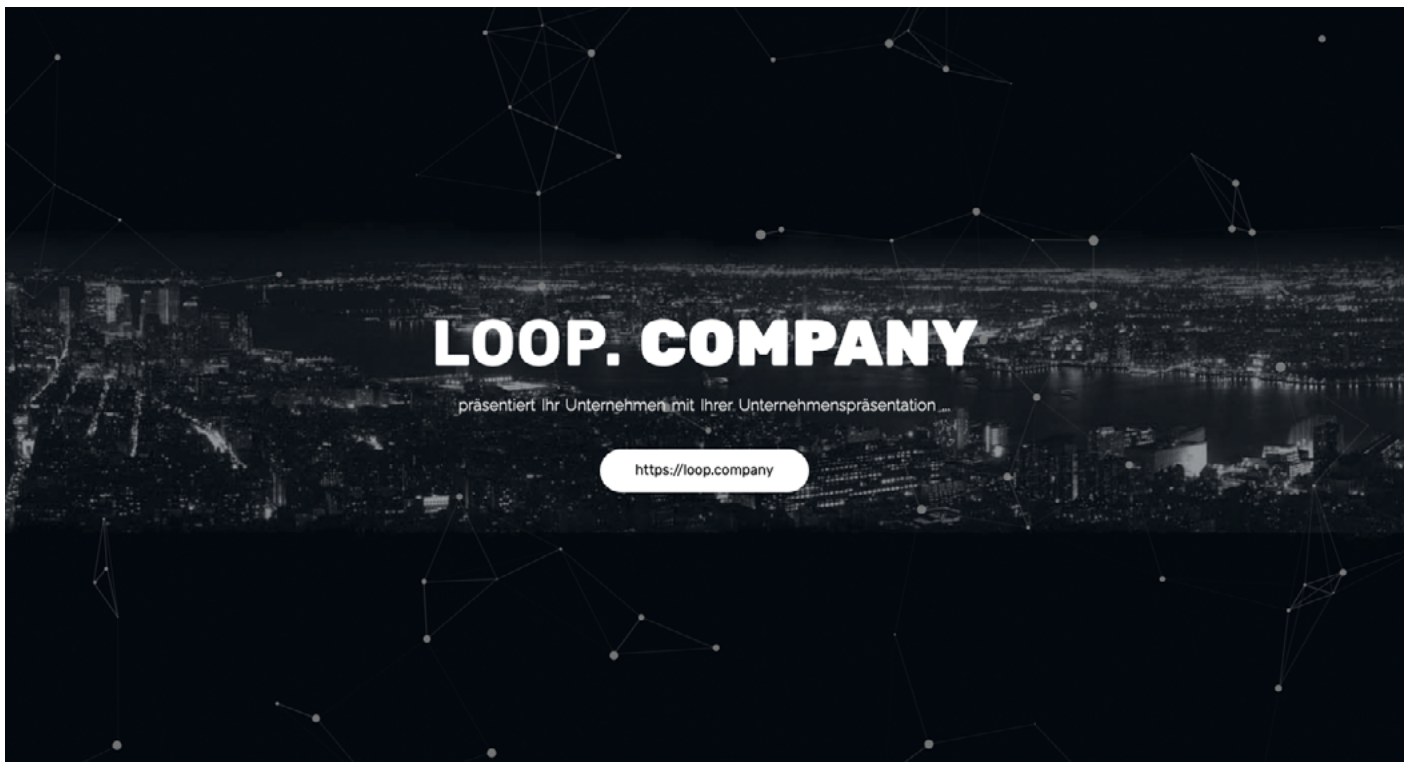 LOOP. COMPANY
präsentiert Ihr Unternehmen mit Ihrer Unternehmenspräsentation ...
https://loop.company